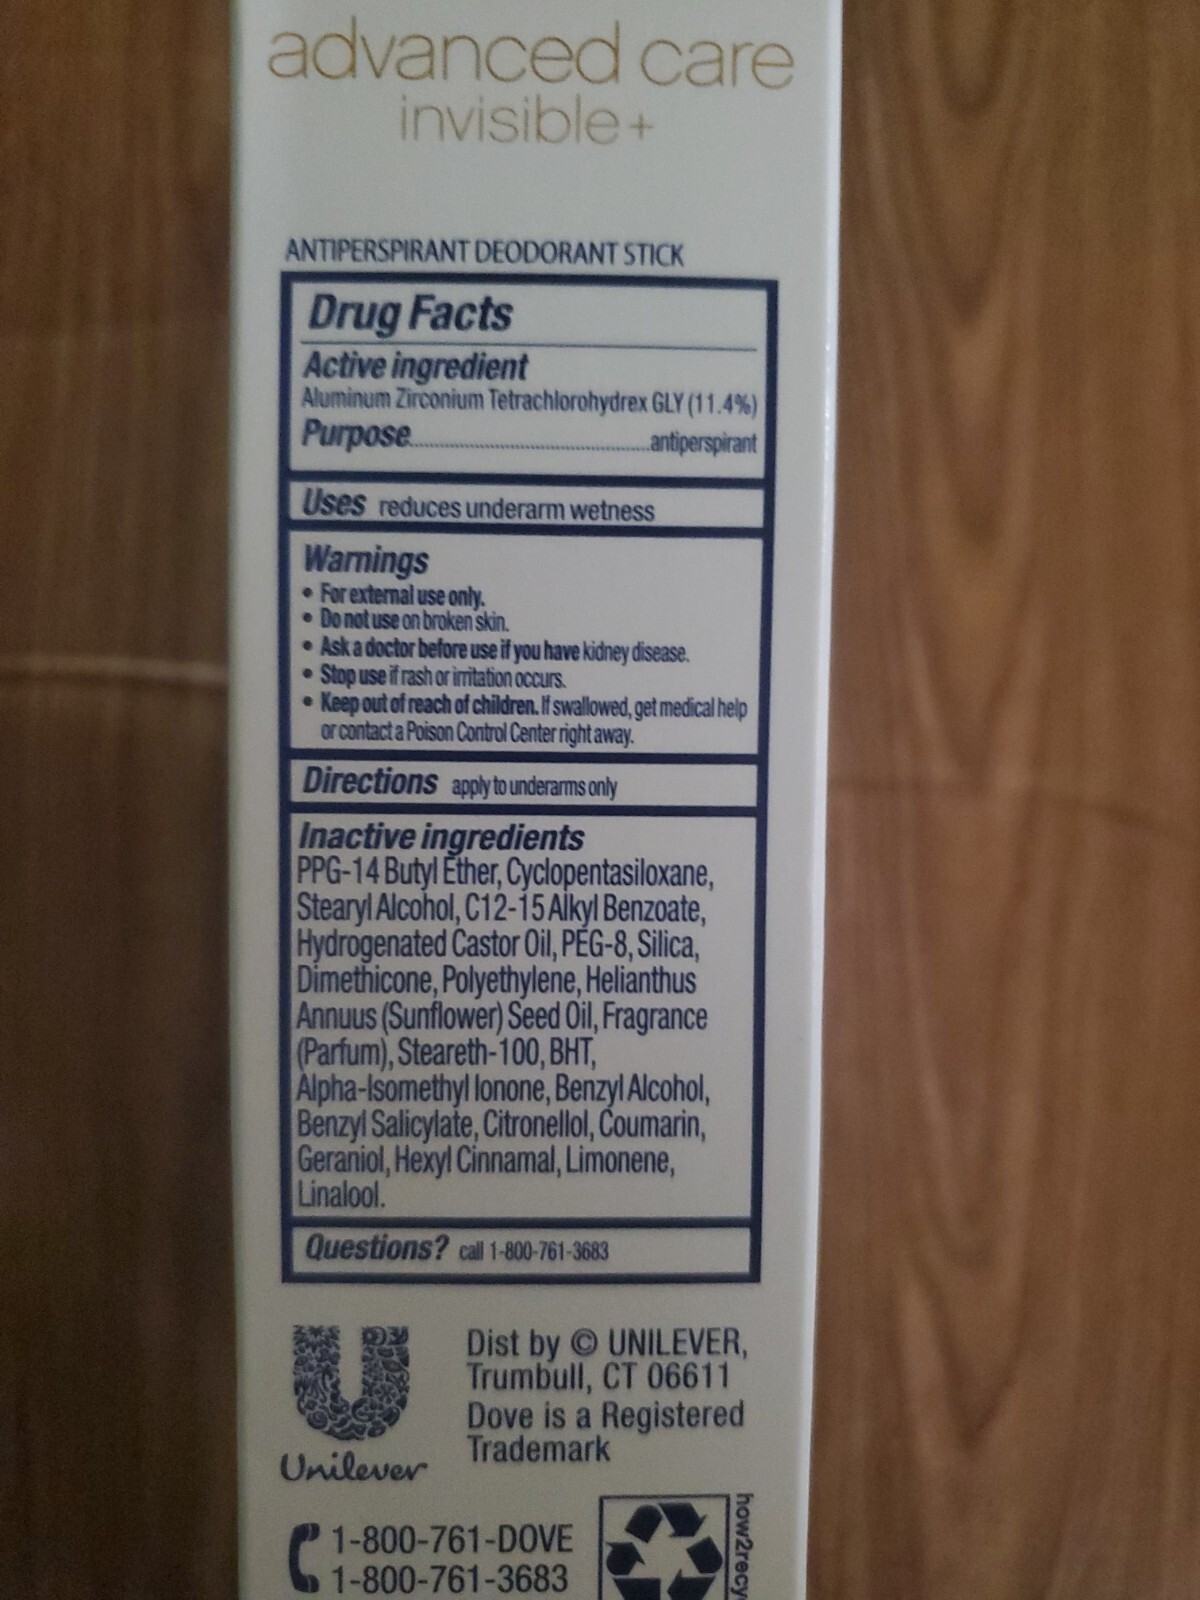 advanced care
invisible+
ANTIPERSPIRANT DEODORANT STICK
Drug Facts
Active ingredient
Aluminum Zirconium Tetrachlorohydrex GLY (11.4%)
Purpose.....................................................antiperspirant
Uses reduces underarm wetness
Warnings
• For external use only.
• Do not use on broken skin.
• Ask a doctor before use if you have kidney disease.
• Stop use if rash or irritation occurs.
• Keep out of reach of children. If swallowed, get medical help
or contact a Poison Control Center right away.
Directions apply to underarms only
Inactive ingredients
PPG-14 Butyl Ether, Cyclopentasiloxane,
Stearyl Alcohol, C12-15 Alkyl Benzoate,
Hydrogenated Castor Oil, PEG-8, Silica,
Dimethicone, Polyethylene, Helianthus
Annuus (Sunflower) Seed Oil, Fragrance
(Parfum), Steareth-100, BHT,
Alpha-Isomethyl Ionone, Benzyl Alcohol,
Benzyl Salicylate, Citronellol, Coumarin,
Geraniol, Hexyl Cinnamal, Limonene,
Linalool.
Questions? call 1-800-761-3683
Unilever
Dist by © UNILEVER,
Trumbull, CT 06611
Dove is a Registered
Trademark
1-800-761-DOVE
1-800-761-3683
how2recy